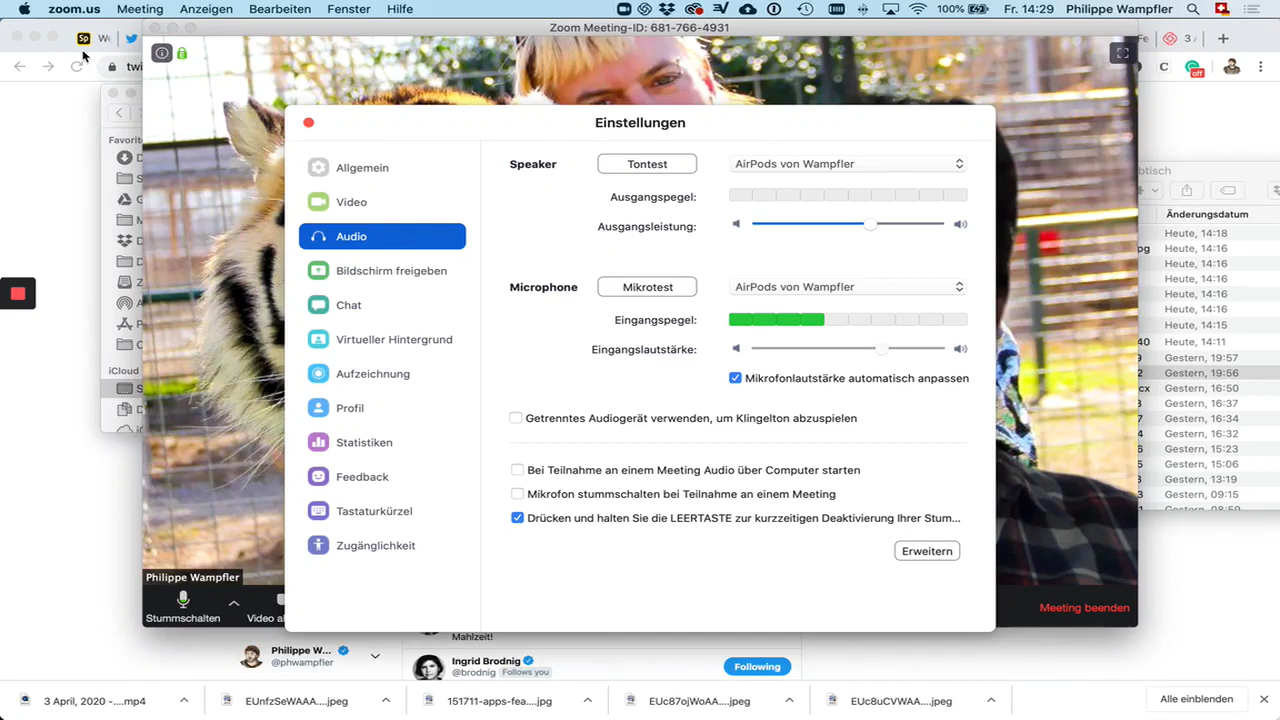 zoom.us Meeting Anzeigen Bearbeiten Fenster Hilfe 100% Fr. 14:29 Philippe Wampfler
Zoom Meeting-ID: 681-766-4931
Einstellungen
Allgemein
Video
Audio
Bildschirm freigeben
Chat
Virtueller Hintergrund
Aufzeichnung
Profil
Statistiken
Feedback
Tastaturkürzel
Zugänglichkeit
Speaker Tontest AirPods von Wampfler
Ausgangspegel:
Ausgangsleistung:
Microphone Mikrotest AirPods von Wampfler
Eingangspegel:
Eingangslautstärke:
Mikrofonlautstärke automatisch anpassen
Getrenntes Audiogerät verwenden, um Klingelton abzuspielen
Bei Teilnahme an einem Meeting Audio über Computer starten
Mikrofon stummschalten bei Teilnahme an einem Meeting
Drücken und halten Sie die LEERTASTE zur kurzzeitigen Deaktivierung Ihrer Stum...
Erweitern
Favorite
iCloud
Änderungsdatum
Heute, 14:18
Heute, 14:16
Heute, 14:16
Heute, 14:16
Heute, 14:16
Heute, 14:16
Heute, 14:15
Heute, 14:11
Gestern, 19:57
Gestern, 19:56
Gestern, 16:50
Gestern, 16:37
Gestern, 16:34
Gestern, 16:32
Gestern, 15:23
Gestern, 15:06
Gestern, 13:19
Gestern, 09:15
Philippe Wampfler
Stummschalten
Video a
Meeting beenden
Mahlzeit!
Philippe W...
@phwampfler
Ingrid Brodnig
@brodnig Follows you
Following
3 April, 2020 -....mp4 EUnfzSeWAAA....jpeg 151711-apps-fea....jpg EUc87ojWoAA....jpeg EUc8uCVWAA....jpeg Alle einblenden